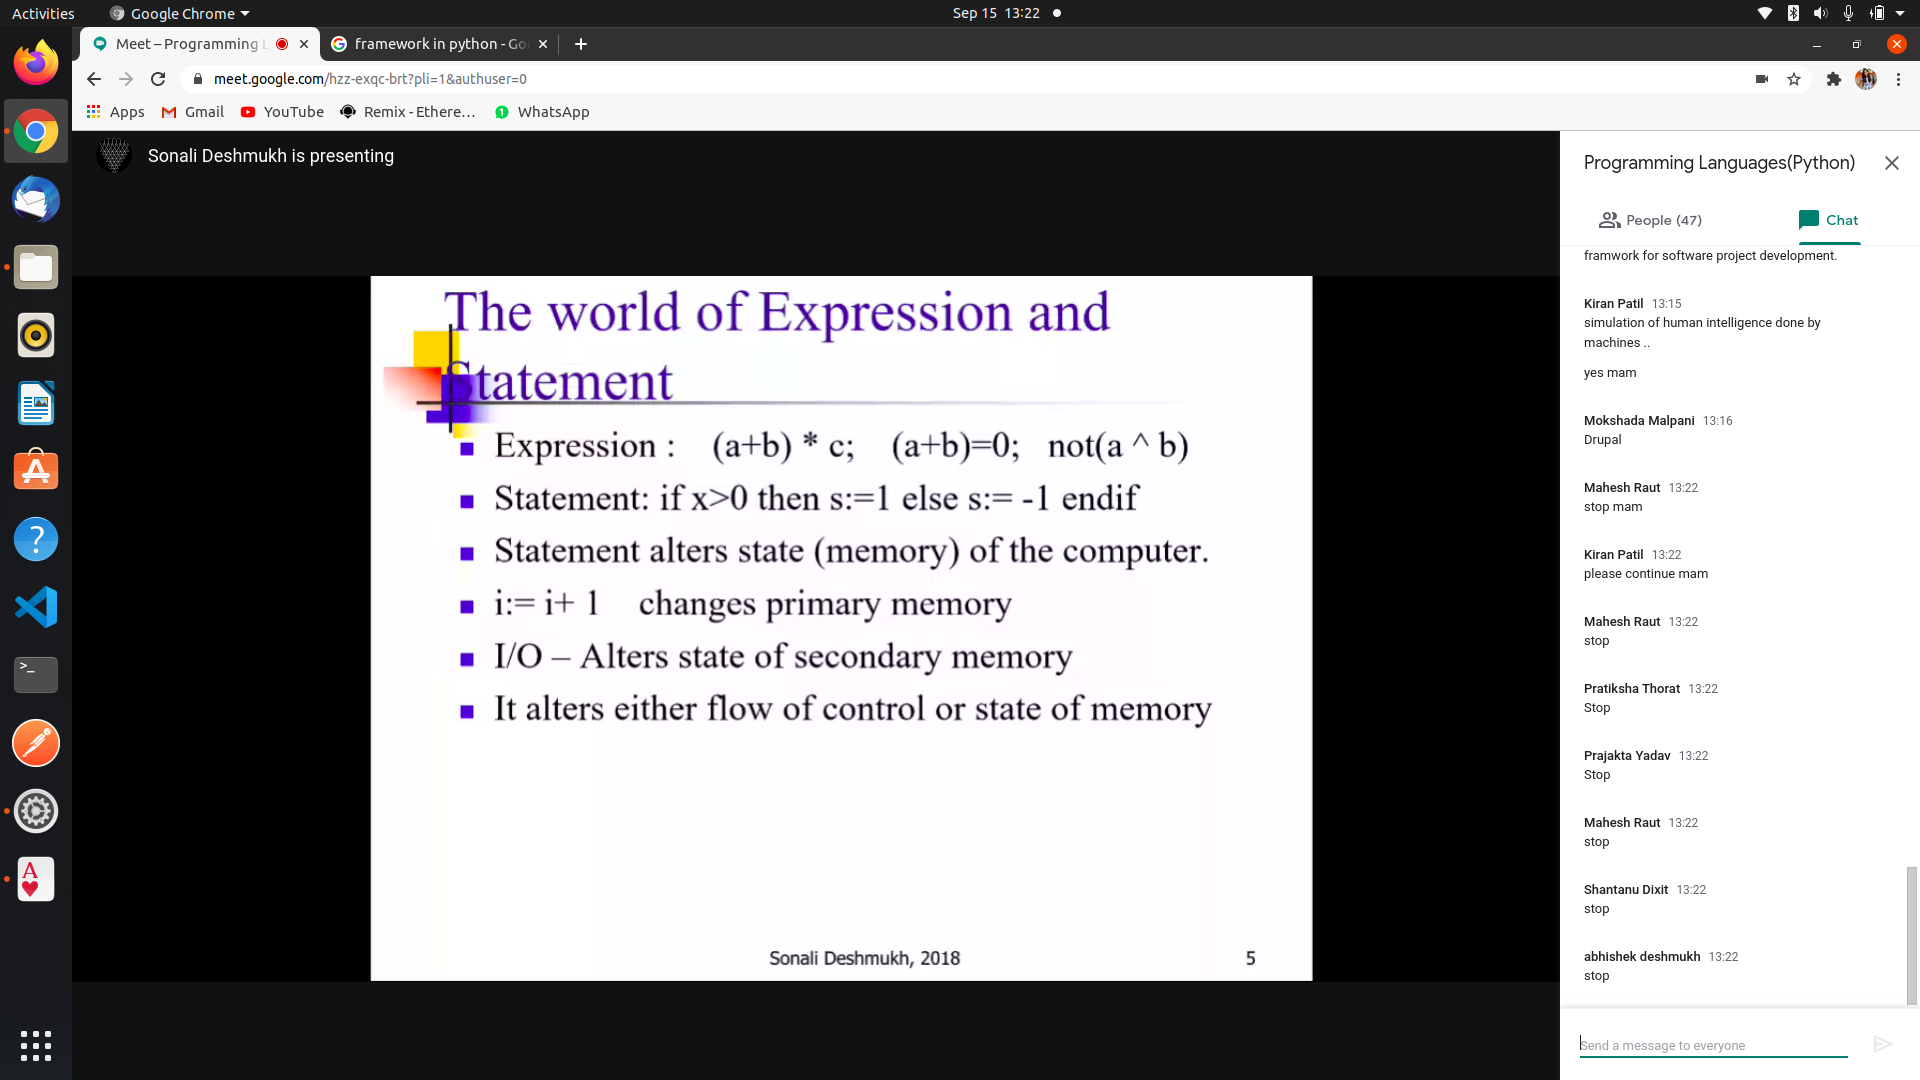 Activities
Google Chrome
Sep 15 13:22
Meet – Programming L
framework in python - Go
meet.google.com/hzz-exqc-brt?pli=1&authuser=0
Apps
Gmail
YouTube
Remix - Ethere…
1
WhatsApp
Sonali Deshmukh is presenting
The world of Expression and
Statement
Expression : (a+b) * c; (a+b)=0; not(a ^ b)
Statement: if x>0 then s:=1 else s:= -1 endif
Statement alters state (memory) of the computer.
i:= i+ 1 changes primary memory
I/O – Alters state of secondary memory
It alters either flow of control or state of memory
Sonali Deshmukh, 2018
5
Programming Languages(Python)
People (47)
Chat
framwork for software project development.
Kiran Patil 13:15
simulation of human intelligence done by
machines ..
yes mam
Mokshada Malpani 13:16
Drupal
Mahesh Raut 13:22
stop mam
Kiran Patil 13:22
please continue mam
Mahesh Raut 13:22
stop
Pratiksha Thorat 13:22
Stop
Prajakta Yadav 13:22
Stop
Mahesh Raut 13:22
stop
Shantanu Dixit 13:22
stop
abhishek deshmukh 13:22
stop
Send a message to everyone
?
>_
A